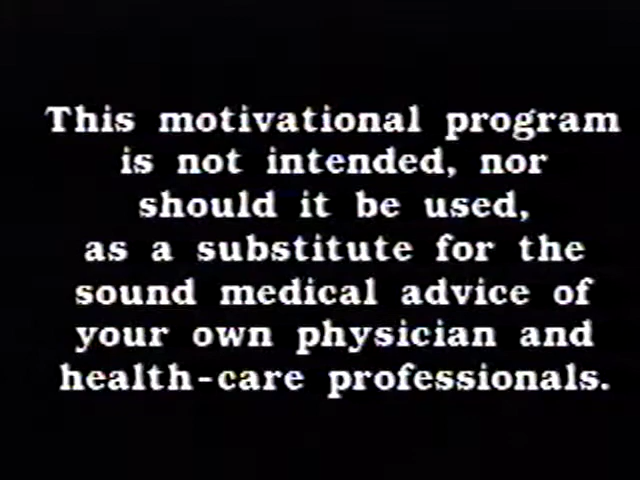 This motivational program
is not intended, nor
should it be used,
as a substitute for the
sound medical advice of
your own physician and
health-care professionals.